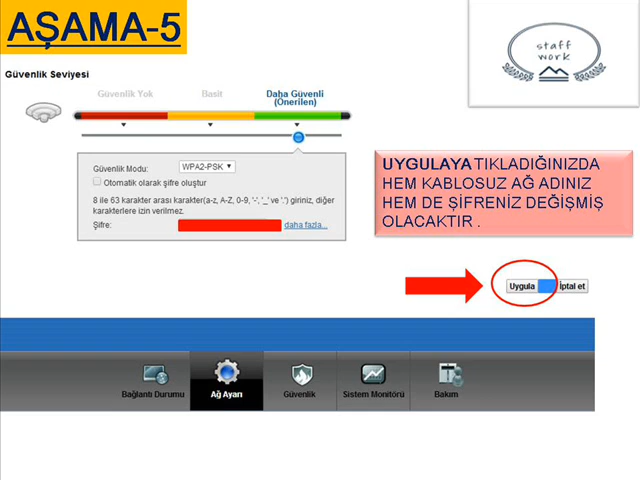 AŞAMA-5
staff
work
Güvenlik Seviyesi
Güvenlik Yok
Basit
Daha Güvenli
(Önerilen)
Güvenlik Modu:
WPA2-PSK
Otomatik olarak şifre oluştur
8 ile 63 karakter arası karakter(a-z, A-Z, 0-9, '-', '_' ve '.') giriniz, diğer
karakterlere izin verilmez.
Şifre:
daha fazla...
UYGULAYA TIKLADIĞINIZDA
HEM KABLOSUZ AĞ ADINIZ
HEM DE ŞİFRENİZ DEĞİŞMİŞ
OLACAKTIR .
Uygula
İptal et
Bağlantı Durumu
Ağ Ayarı
Güvenlik
Sistem Monitörü
Bakım